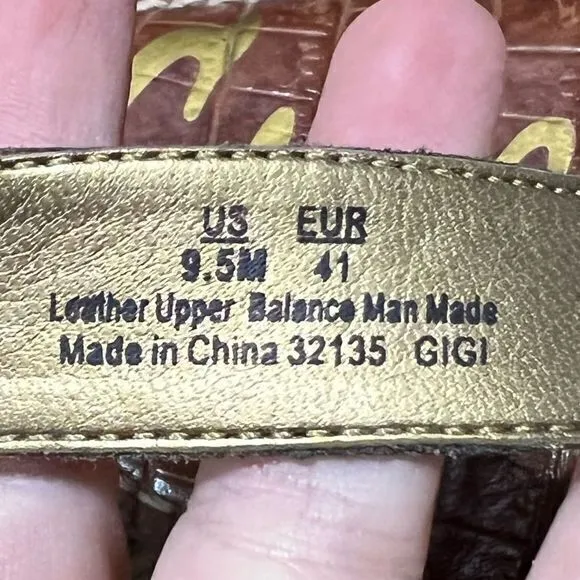 US EUR
9.5M 41
Leather Upper Balance Man Made
Made in China 32135 GIGI